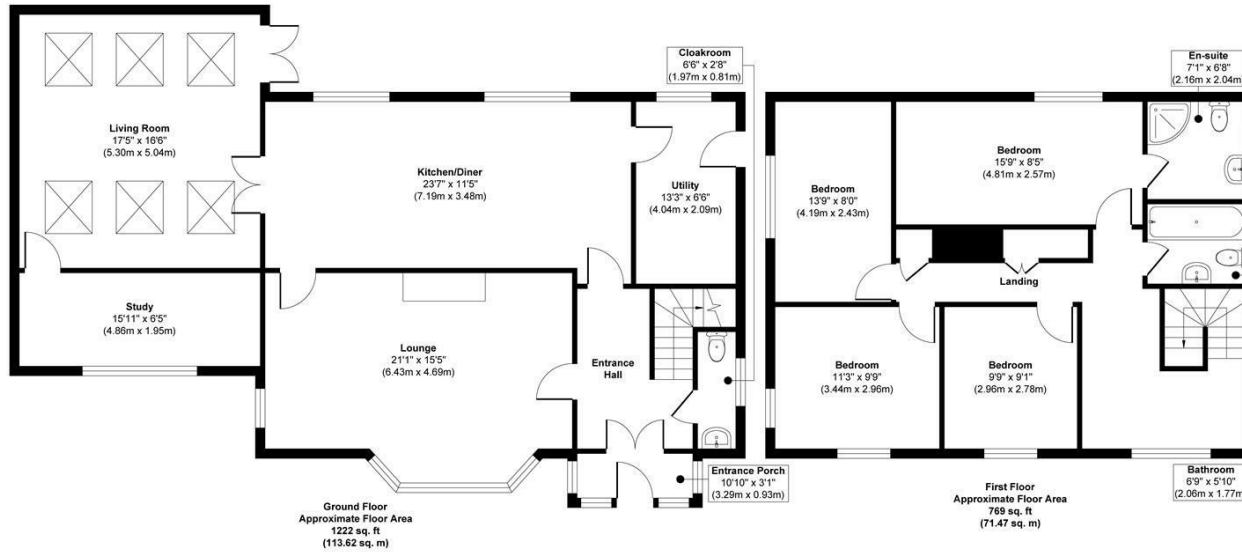 Cloakroom
6'6" x 2'8"
(1.97m x 0.81m)
Living Room
17'5" x 16'6"
(5.30m x 5.04m)
Kitchen/Diner
23'7" x 11'5"
(7.19m x 3.48m)
Utility
13'3" x 6'6"
(4.04m x 2.09m)
Study
15'11" x 6'5"
(4.86m x 1.95m)
Lounge
21'1" x 15'5"
(6.43m x 4.69m)
Entrance
Hall
Entrance Porch
10'10" x 3'1"
(3.29m x 0.93m)
Ground Floor
Approximate Floor Area
1222 sq. ft
(113.62 sq. m)
En-suite
7'1" x 6'8"
(2.16m x 2.04m)
Bedroom
15'9" x 8'5"
(4.81m x 2.57m)
Bedroom
13'9" x 8'0"
(4.19m x 2.43m)
Landing
Bedroom
11'3" x 9'9"
(3.44m x 2.96m)
Bedroom
9'9" x 9'1"
(2.96m x 2.78m)
Bathroom
6'9" x 5'10"
(2.06m x 1.77m)
First Floor
Approximate Floor Area
769 sq. ft
(71.47 sq. m)